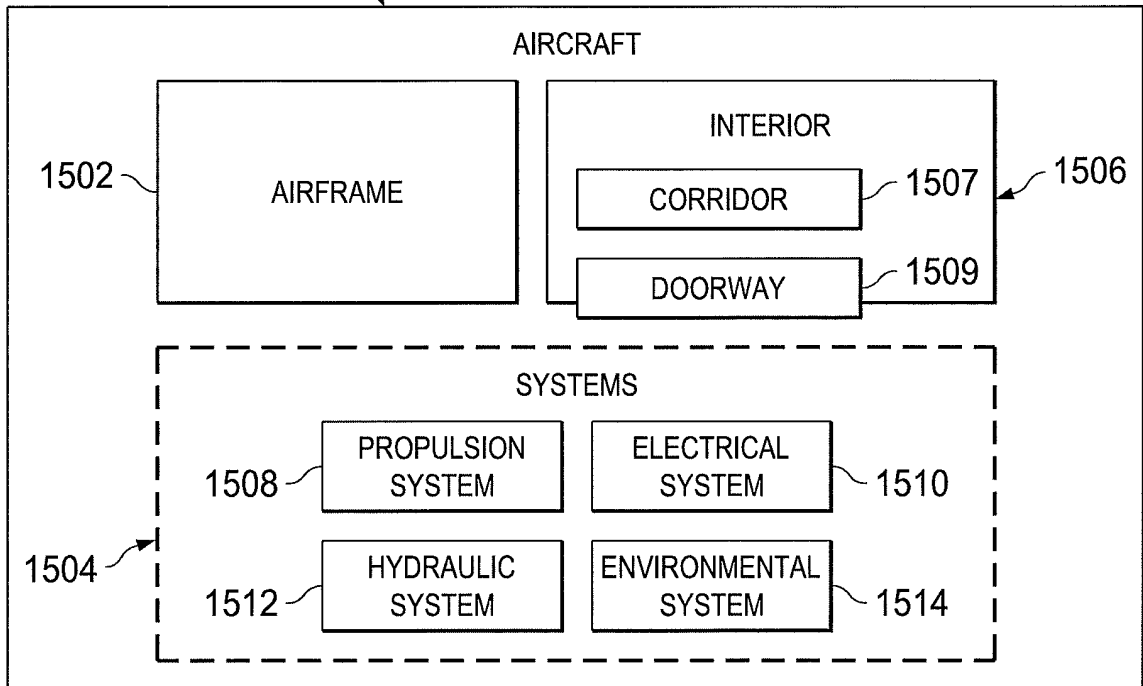 AIRCRAFT
INTERIOR
1502
AIRFRAME
CORRIDOR
1507
1506
DOORWAY
1509
SYSTEMS
PROPULSION
SYSTEM
1508
ELECTRICAL
SYSTEM
1510
1504
HYDRAULIC
SYSTEM
1512
ENVIRONMENTAL
SYSTEM
1514